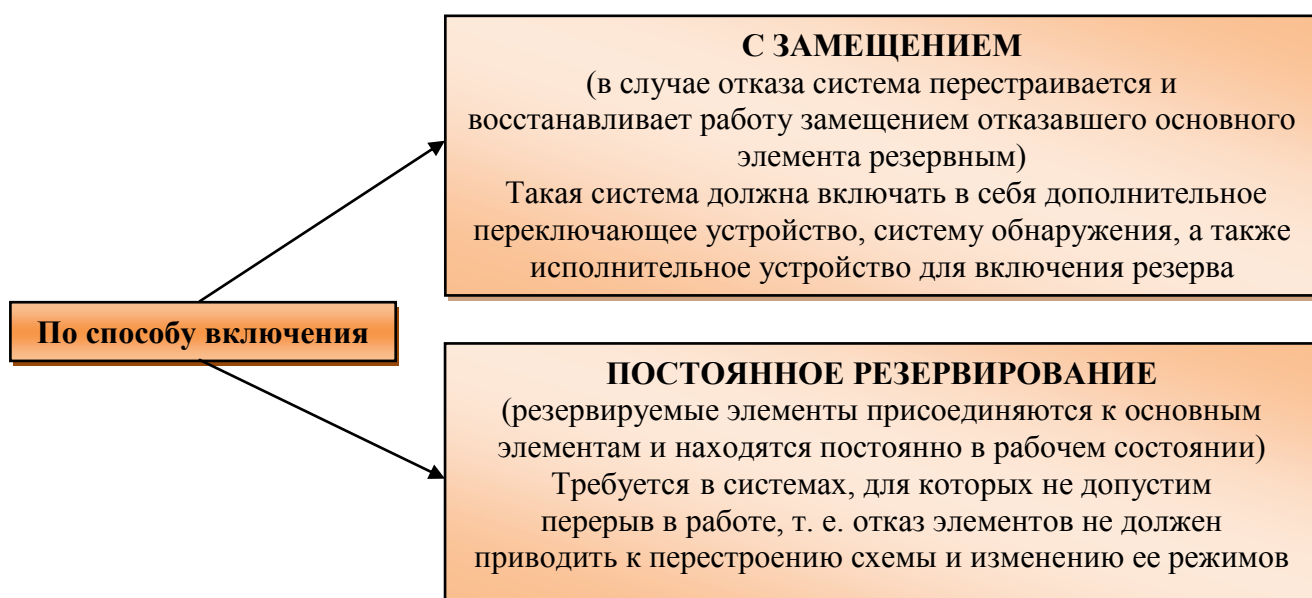 С ЗАМЕЩЕНИЕМ
(в случае отказа система перестраивается и
восстанавливает работу замещением отказавшего основного
элемента резервным)
Такая система должна включать в себя дополнительное
переключающее устройство, систему обнаружения, а также
исполнительное устройство для включения резерва
По способу включения
ПОСТОЯННОЕ РЕЗЕРВИРОВАНИЕ
(резервируемые элементы присоединяются к основным
элементам и находятся постоянно в рабочем состоянии)
Требуется в системах, для которых не допустим
перерыв в работе, т. е. отказ элементов не должен
приводить к перестроению схемы и изменению ее режимов